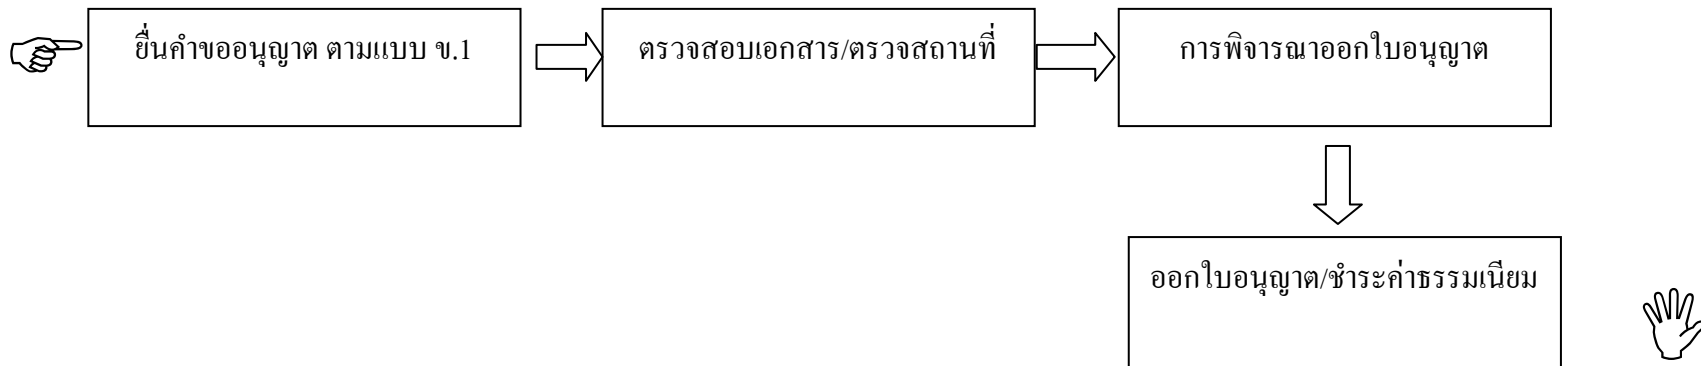 ยื่นคำขออนุญาต ตามแบบ ข.1
ตรวจสอบเอกสาร/ตรวจสถานที่
การพิจารณาออกใบอนุญาต
ออกใบอนุญาต/ชำระค่าธรรมเนียม